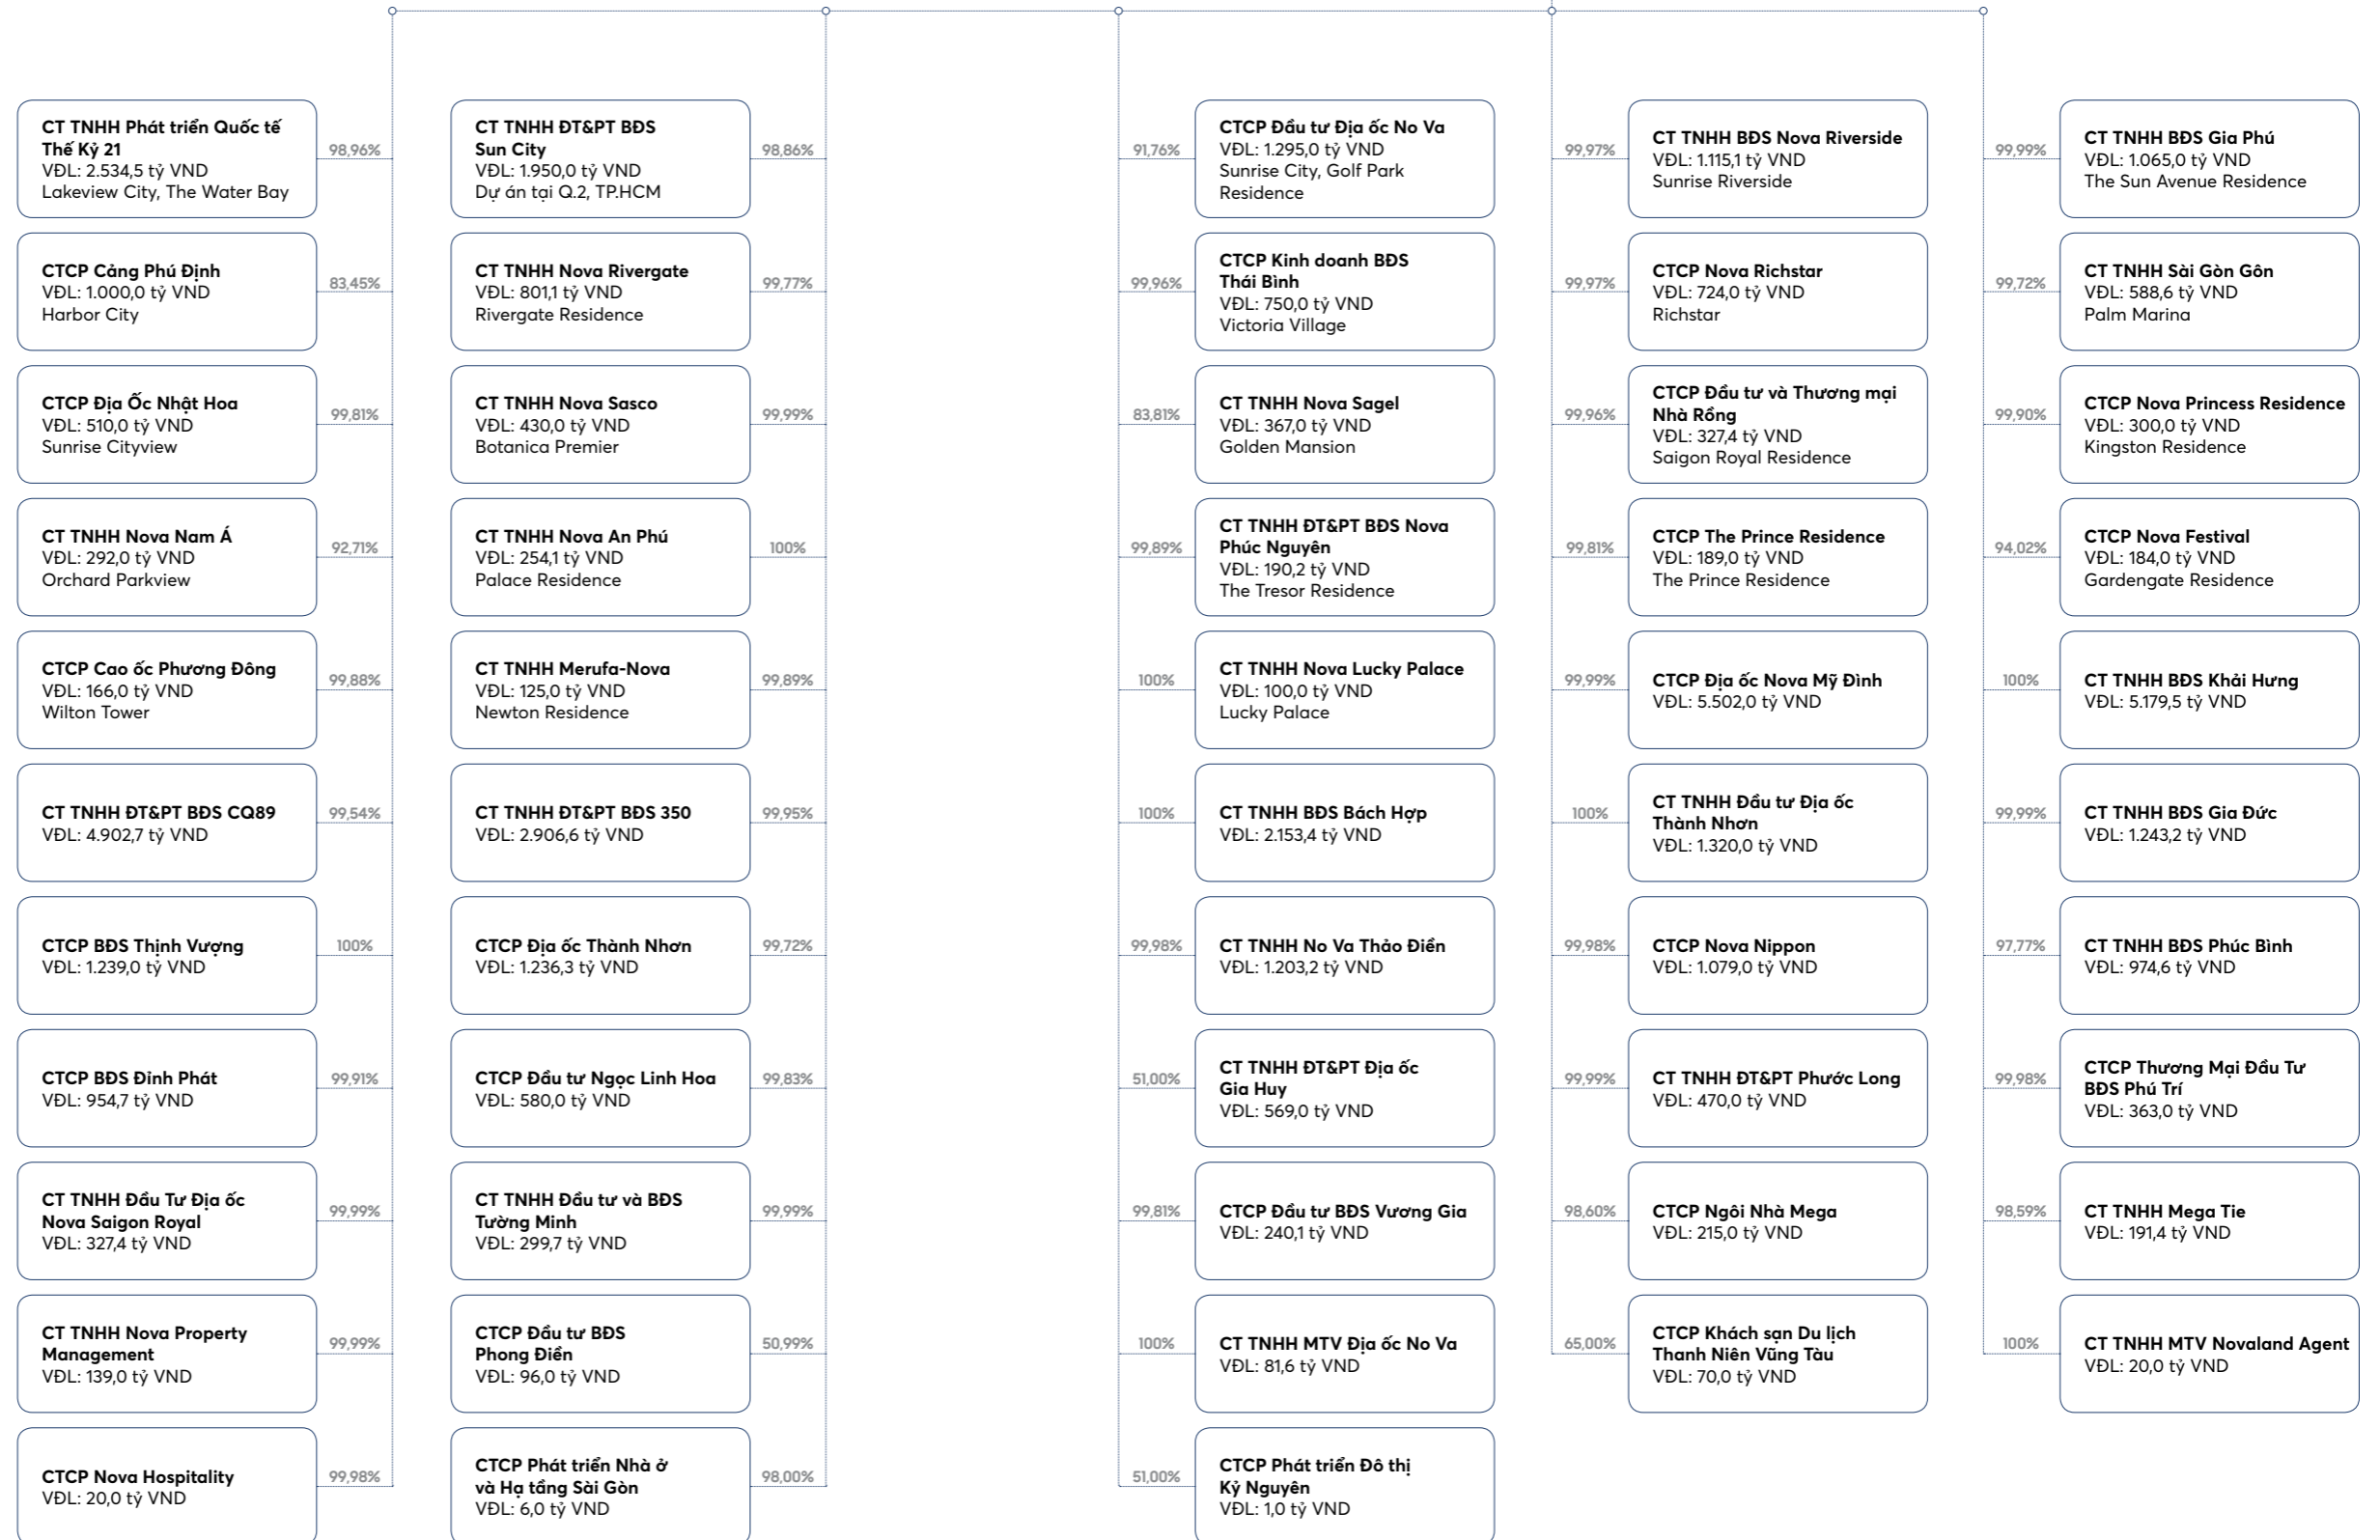 CT TNHH Phát triển Quốc tế
Thế Kỷ 21
VĐL: 2.534,5 tỷ VND
Lakeview City, The Water Bay
98,96%
CT TNHH ĐT&PT BĐS
Sun City
VĐL: 1.950,0 tỷ VND
Dự án tại Q.2, TP.HCM
98,86%
91,76%
CTCP Đầu tư Địa ốc No Va
VĐL: 1.295,0 tỷ VND
Sunrise City, Golf Park
Residence
99,97%
CT TNHH BĐS Nova Riverside
VĐL: 1.115,1 tỷ VND
Sunrise Riverside
99,99%
CT TNHH BĐS Gia Phú
VĐL: 1.065,0 tỷ VND
The Sun Avenue Residence
CTCP Cảng Phú Định
VĐL: 1.000,0 tỷ VND
Harbor City
83,45%
CT TNHH Nova Rivergate
VĐL: 801,1 tỷ VND
Rivergate Residence
99,77%
99,96%
CTCP Kinh doanh BĐS
Thái Bình
VĐL: 750,0 tỷ VND
Victoria Village
99,97%
CTCP Nova Richstar
VĐL: 724,0 tỷ VND
Richstar
99,72%
CT TNHH Sài Gòn Gôn
VĐL: 588,6 tỷ VND
Palm Marina
CTCP Địa Ốc Nhật Hoa
VĐL: 510,0 tỷ VND
Sunrise Cityview
99,81%
CT TNHH Nova Sasco
VĐL: 430,0 tỷ VND
Botanica Premier
99,99%
83,81%
CT TNHH Nova Sagel
VĐL: 367,0 tỷ VND
Golden Mansion
99,96%
CTCP Đầu tư và Thương mại
Nhà Rồng
VĐL: 327,4 tỷ VND
Saigon Royal Residence
99,90%
CTCP Nova Princess Residence
VĐL: 300,0 tỷ VND
Kingston Residence
CT TNHH Nova Nam Á
VĐL: 292,0 tỷ VND
Orchard Parkview
92,71%
CT TNHH Nova An Phú
VĐL: 254,1 tỷ VND
Palace Residence
100%
99,89%
CT TNHH ĐT&PT BĐS Nova
Phúc Nguyên
VĐL: 190,2 tỷ VND
The Tresor Residence
99,81%
CTCP The Prince Residence
VĐL: 189,0 tỷ VND
The Prince Residence
94,02%
CTCP Nova Festival
VĐL: 184,0 tỷ VND
Gardengate Residence
CTCP Cao ốc Phương Đông
VĐL: 166,0 tỷ VND
Wilton Tower
99,88%
CT TNHH Merufa-Nova
VĐL: 125,0 tỷ VND
Newton Residence
99,89%
100%
CT TNHH Nova Lucky Palace
VĐL: 100,0 tỷ VND
Lucky Palace
99,99%
CTCP Địa ốc Nova Mỹ Đình
VĐL: 5.502,0 tỷ VND
100%
CT TNHH BĐS Khải Hưng
VĐL: 5.179,5 tỷ VND
CT TNHH ĐT&PT BĐS CQ89
VĐL: 4.902,7 tỷ VND
99,54%
CT TNHH ĐT&PT BĐS 350
VĐL: 2.906,6 tỷ VND
99,95%
100%
CT TNHH BĐS Bách Hợp
VĐL: 2.153,4 tỷ VND
100%
CT TNHH Đầu tư Địa ốc
Thành Nhơn
VĐL: 1.320,0 tỷ VND
99,99%
CT TNHH BĐS Gia Đức
VĐL: 1.243,2 tỷ VND
CTCP BĐS Thịnh Vượng
VĐL: 1.239,0 tỷ VND
100%
CTCP Địa ốc Thành Nhơn
VĐL: 1.236,3 tỷ VND
99,72%
99,98%
CT TNHH No Va Thảo Điền
VĐL: 1.203,2 tỷ VND
99,98%
CTCP Nova Nippon
VĐL: 1.079,0 tỷ VND
97,77%
CT TNHH BĐS Phúc Bình
VĐL: 974,6 tỷ VND
CTCP BĐS Đỉnh Phát
VĐL: 954,7 tỷ VND
99,91%
CTCP Đầu tư Ngọc Linh Hoa
VĐL: 580,0 tỷ VND
99,83%
51,00%
CT TNHH ĐT&PT Địa ốc
Gia Huy
VĐL: 569,0 tỷ VND
99,99%
CT TNHH ĐT&PT Phước Long
VĐL: 470,0 tỷ VND
99,98%
CTCP Thương Mại Đầu Tư
BĐS Phú Trí
VĐL: 363,0 tỷ VND
CT TNHH Đầu Tư Địa ốc
Nova Saigon Royal
VĐL: 327,4 tỷ VND
99,99%
CT TNHH Đầu tư và BĐS
Tường Minh
VĐL: 299,7 tỷ VND
99,99%
99,81%
CTCP Đầu tư BĐS Vương Gia
VĐL: 240,1 tỷ VND
98,60%
CTCP Ngôi Nhà Mega
VĐL: 215,0 tỷ VND
98,59%
CT TNHH Mega Tie
VĐL: 191,4 tỷ VND
CT TNHH Nova Property
Management
VĐL: 139,0 tỷ VND
99,99%
CTCP Đầu tư BĐS
Phong Điền
VĐL: 96,0 tỷ VND
50,99%
100%
CT TNHH MTV Địa ốc No Va
VĐL: 81,6 tỷ VND
65,00%
CTCP Khách sạn Du lịch
Thanh Niên Vũng Tàu
VĐL: 70,0 tỷ VND
100%
CT TNHH MTV Novaland Agent
VĐL: 20,0 tỷ VND
CTCP Nova Hospitality
VĐL: 20,0 tỷ VND
99,98%
CTCP Phát triển Nhà ở
và Hạ tầng Sài Gòn
VĐL: 6,0 tỷ VND
98,00%
51,00%
CTCP Phát triển Đô thị
Kỷ Nguyên
VĐL: 1,0 tỷ VND